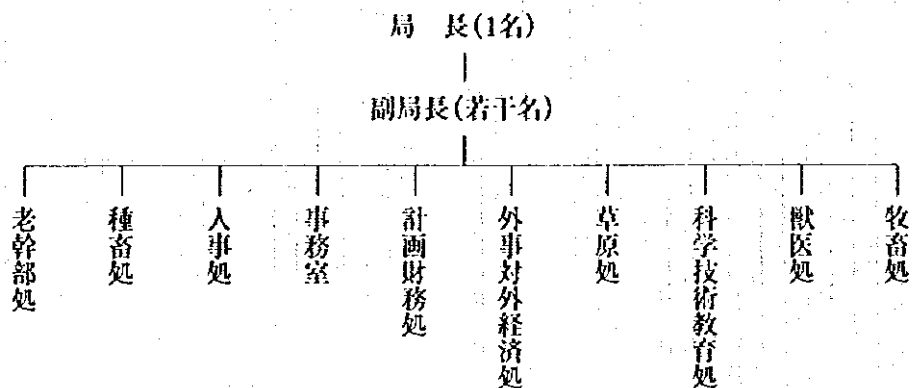 局 長(1名)
副局長(若干名)
老幹部処
種畜処
人事処
事務室
計画財務処
外事対外経済処
草原処
科学技術教育処
獣医処
牧畜処